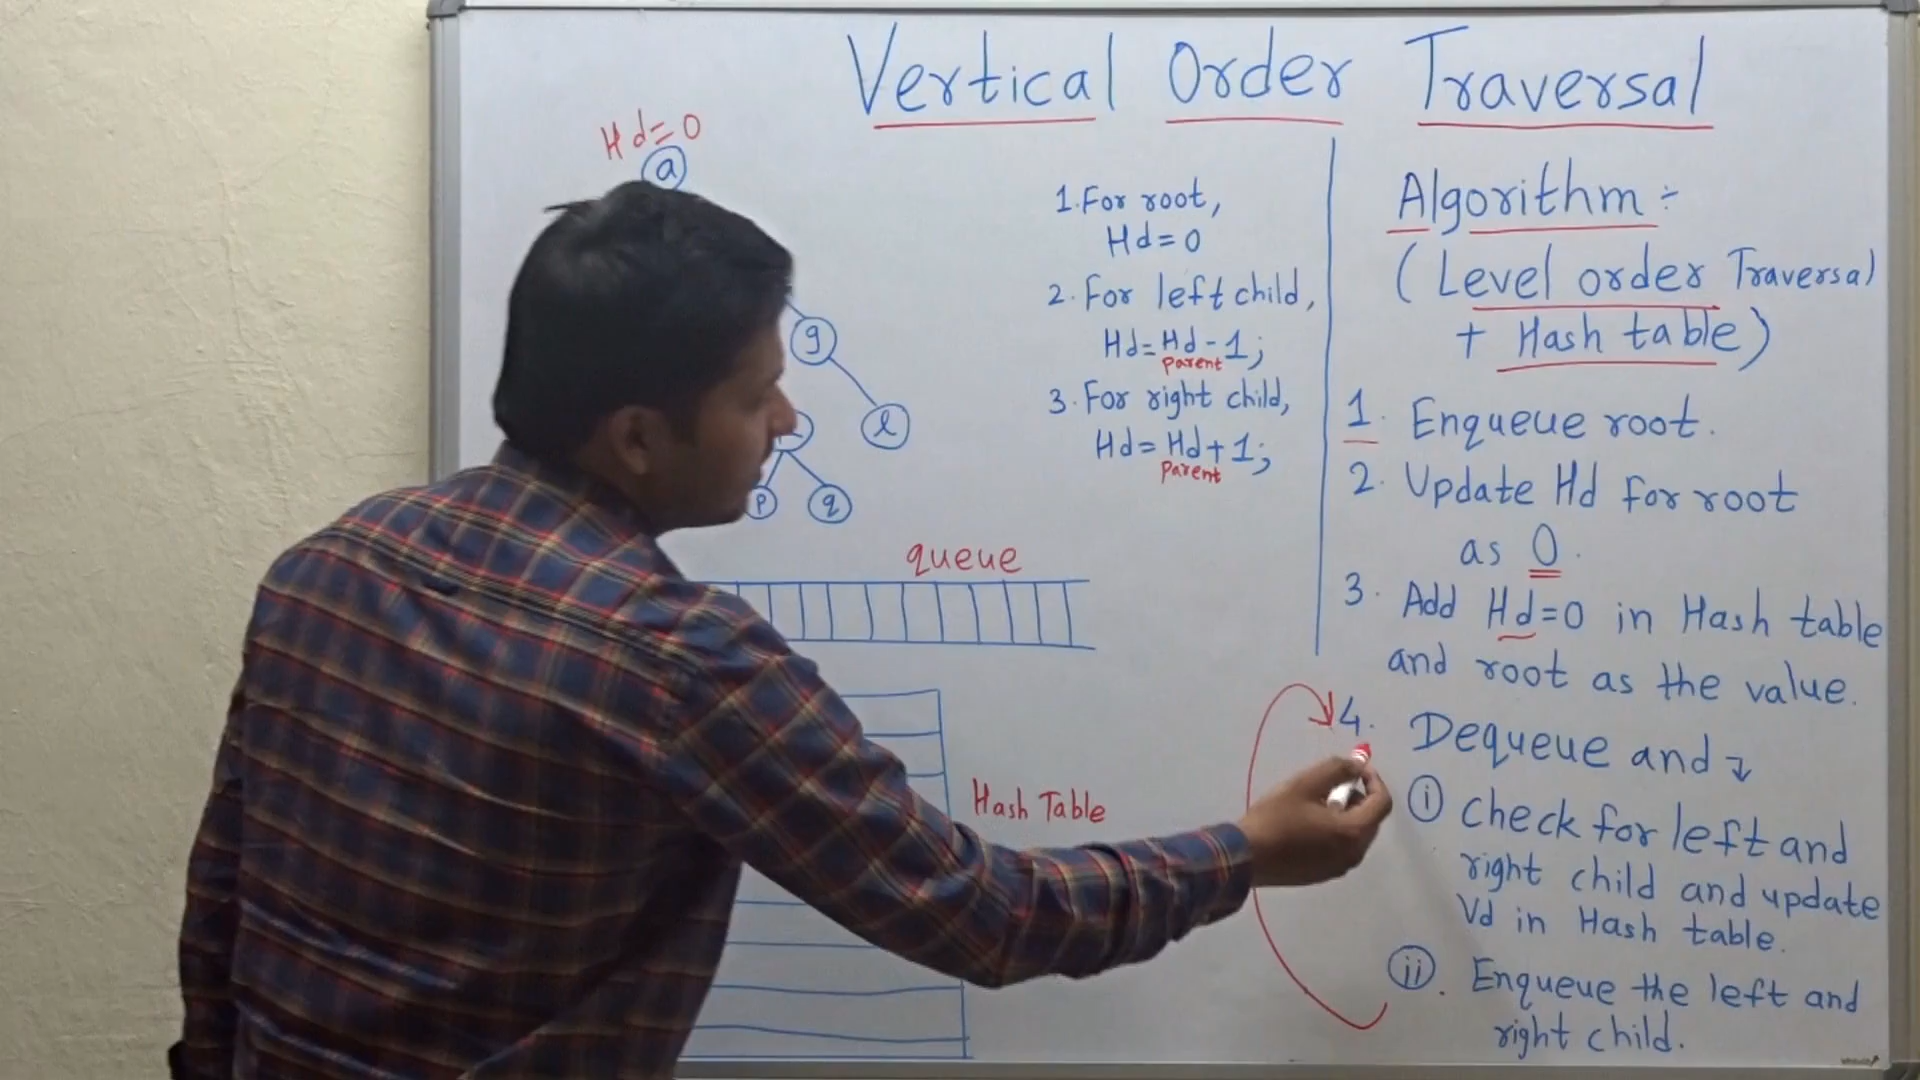 Vertical Order Traversal
Hd=0
a
g
l
p
q
1. For root,
Hd=0
2. For left child,
Hd=Hd-1;
parent
3. For right child,
Hd=Hd+1;
parent
queue
Hash Table
Algorithm:-
(Level order Traversal
+ Hash table)
1. Enqueue root.
2. Update Hd for root
as 0.
3. Add Hd=0 in Hash table
and root as the value.
4. Dequeue and
i Check for left and
right child and update
Vd in Hash table.
ii. Enqueue the left and
right child.